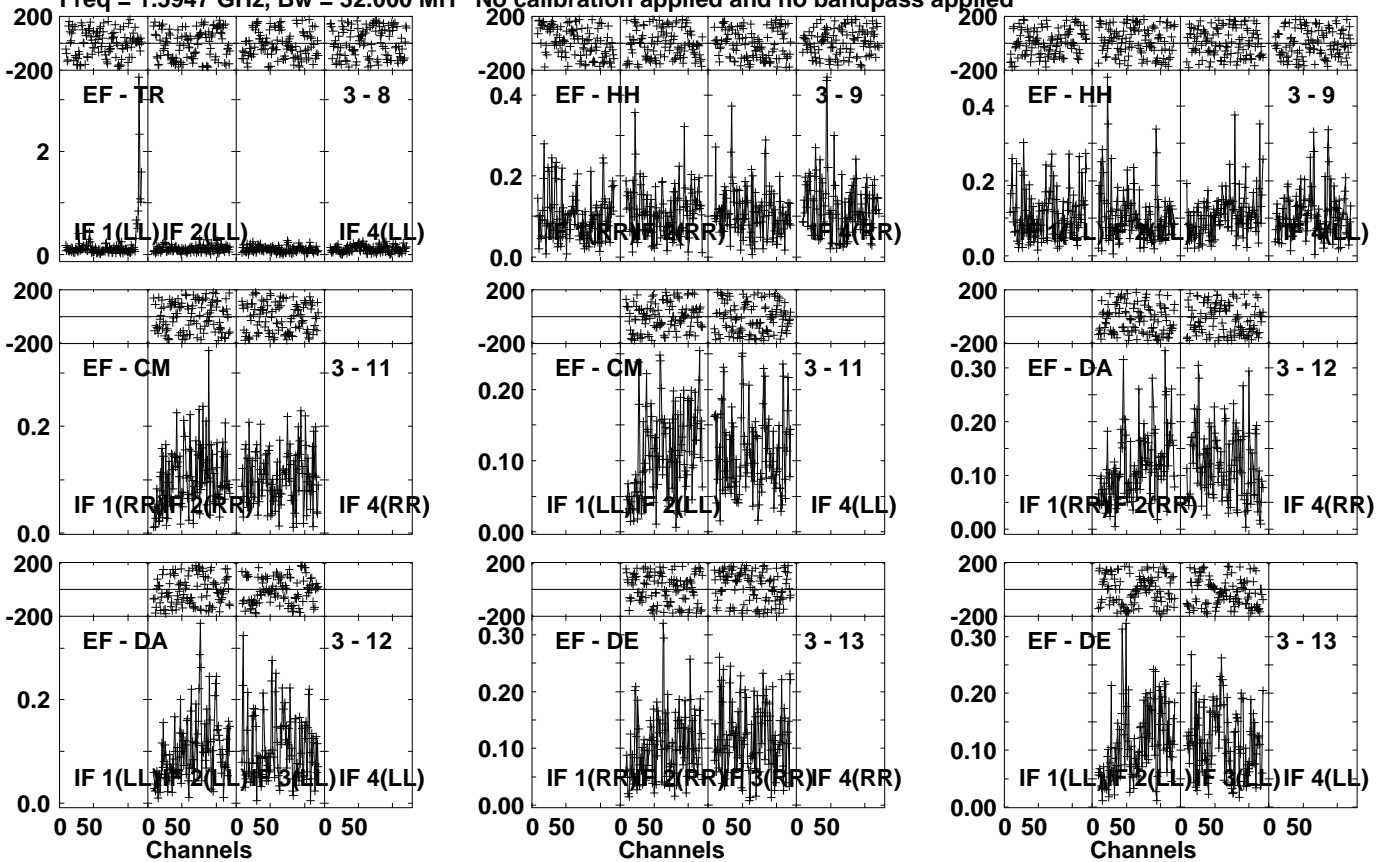 Freq = 1.5947 GHz, Bw = 32.000 MH No calibration applied and no bandpass applied
200 200 200
-200 -200 -200
EF - TR 3 - 8 EF - HH 3 - 9 EF - HH 3 - 9
0.4 0.4
2
0.2 0.2
IF 1(LL) IF 2(LL) IF 4(LL) IF 1(RR) IF 2(RR) IF 4(RR) IF 1(LL) IF 2(LL) IF 4(LL)
0 0.0 0.0
200 200 200
-200 -200 -200
EF - CM 3 - 11 EF - CM 3 - 11 EF - DA 3 - 12
0.30
0.20
0.2 0.20
0.10 0.10
IF 1(RR) IF 2(RR) IF 4(RR) IF 1(LL) IF 2(LL) IF 4(LL) IF 1(RR) IF 2(RR) IF 4(RR)
0.0 0.00 0.00
200 200 200
-200 -200 -200
EF - DA 3 - 12 EF - DE 3 - 13 EF - DE 3 - 13
0.30 0.30
0.2 0.20 0.20
0.10 0.10
IF 1(LL) IF 2(LL) IF 3(LL) IF 4(LL) IF 1(RR) IF 2(RR) IF 3(RR) IF 4(RR) IF 1(LL) IF 2(LL) IF 3(LL) IF 4(LL)
0.0 0.00 0.00
0 50 0 50 0 50 0 50 0 50 0 50 0 50 0 50 0 50
Channels Channels Channels